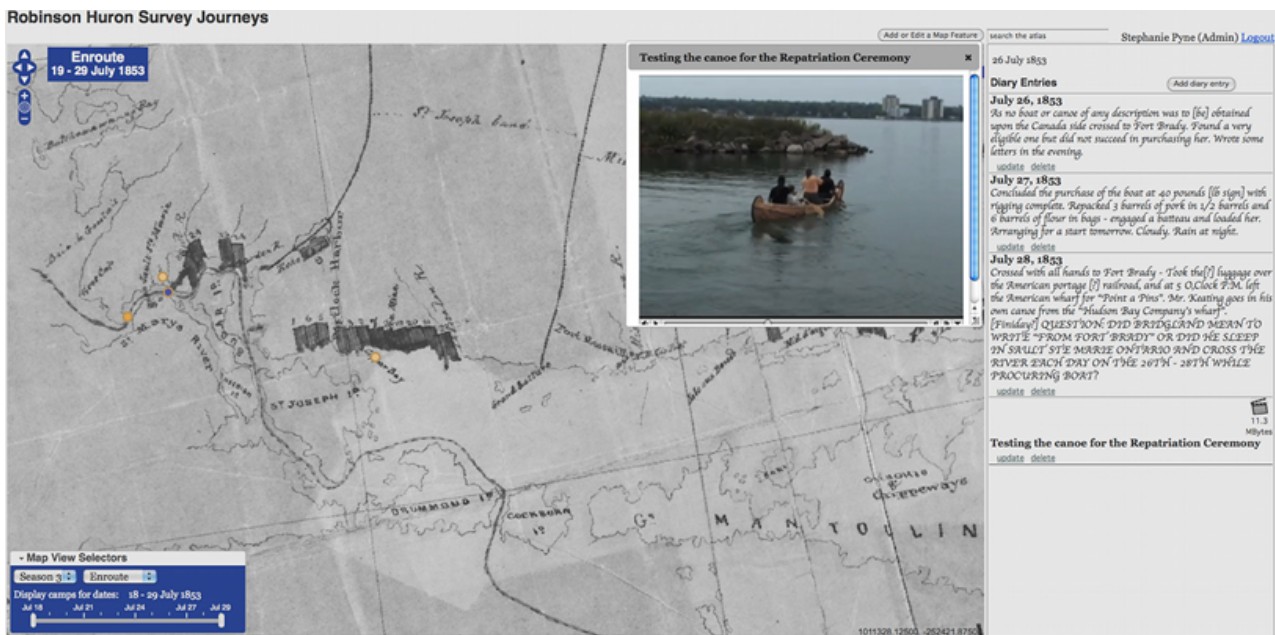 Robinson Huron Survey Journeys
Add or Edit a Map Feature
search the atlas
Stephanie Pyne (Admin) Logout
Enroute
19 - 29 July 1853
Testing the canoe for the Repatriation Ceremony
26 July 1853
Diary Entries
Add diary entry
July 26, 1853
As no boat or canoe of any description was to [be] obtained
upon the Canada side crossed to Fort Brady. Found a very
eligible one but did not succeed in purchasing her. Wrote some
letters in the evening.
update delete
July 27, 1853
Concluded the purchase of the boat at 40 pounds [lb sign] with
rigging complete. Repacked 3 barrels of pork in 1/2 barrels and
6 barrels of flour in bags - engaged a batteau and loaded her.
Arranging for a start tomorrow. Cloudy. Rain at night.
update delete
July 28, 1853
Crossed with all hands to Fort Brady - Took the[?] luggage over
the American portage [?] railroad, and at 5 O,Clock P.M. left
the American wharf for "Point a Pins". Mr. Keating goes in his
own canoe from the "Hudson Bay Company's wharf".
[Finiday?] QUESTION: DID BRIDGLAND MEAN TO
WRITE "FROM FORT BRADY" OR DID HE SLEEP
IN SAULT STE MARIE ONTARIO AND CROSS THE
RIVER EACH DAY ON THE 26TH - 28TH WHILE
PROCURING BOAT?
update delete
11.3
MBytes
Testing the canoe for the Repatriation Ceremony
update delete
St Joseph
River
ST JOSEPH
DRUMMOND
COCKBURN
G. MANTOULIN
- Map View Selectors
Season 3 Enroute
Display camps for dates: 18 - 29 July 1853
Jul 18 Jul 21 Jul 24 Jul 27 Jul 29
1011328.12500, -252421.8750